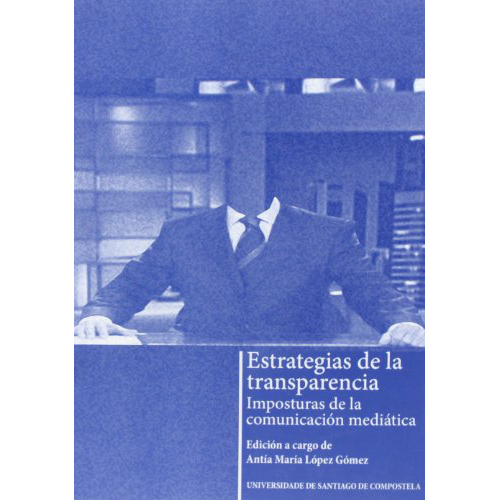 Estrategias de la
transparencia
Imposturas de la
comunicación mediática
Edición a cargo de
Antía María López Gómez
UNIVERSIDADE DE SANTIAGO DE COMPOSTELA